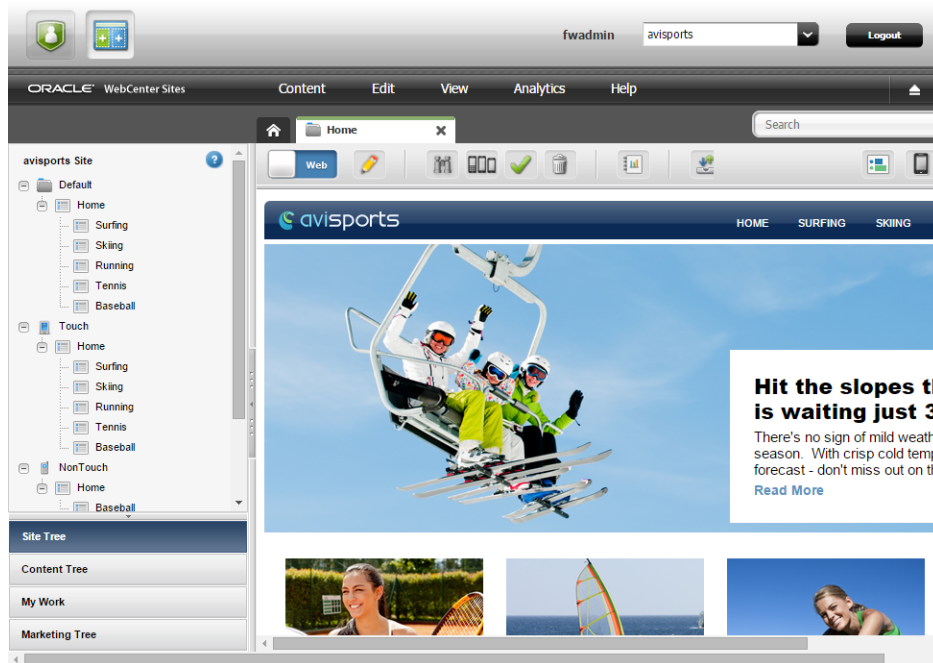 fwadmin
avisports
Logout
ORACLE WebCenter Sites
Content
Edit
View
Analytics
Help
Home
Search
avisports Site
?
Default
Home
Surfing
Skiing
Running
Tennis
Baseball
Touch
Home
Surfing
Skiing
Running
Tennis
Baseball
NonTouch
Home
Baseball
Site Tree
Content Tree
My Work
Marketing Tree
Web
avisports
HOME
SURFING
SKIING
Hit the slopes
is waiting just 3
There's no sign of mild
season. With crisp cold
forecast - don't miss out on
Read More